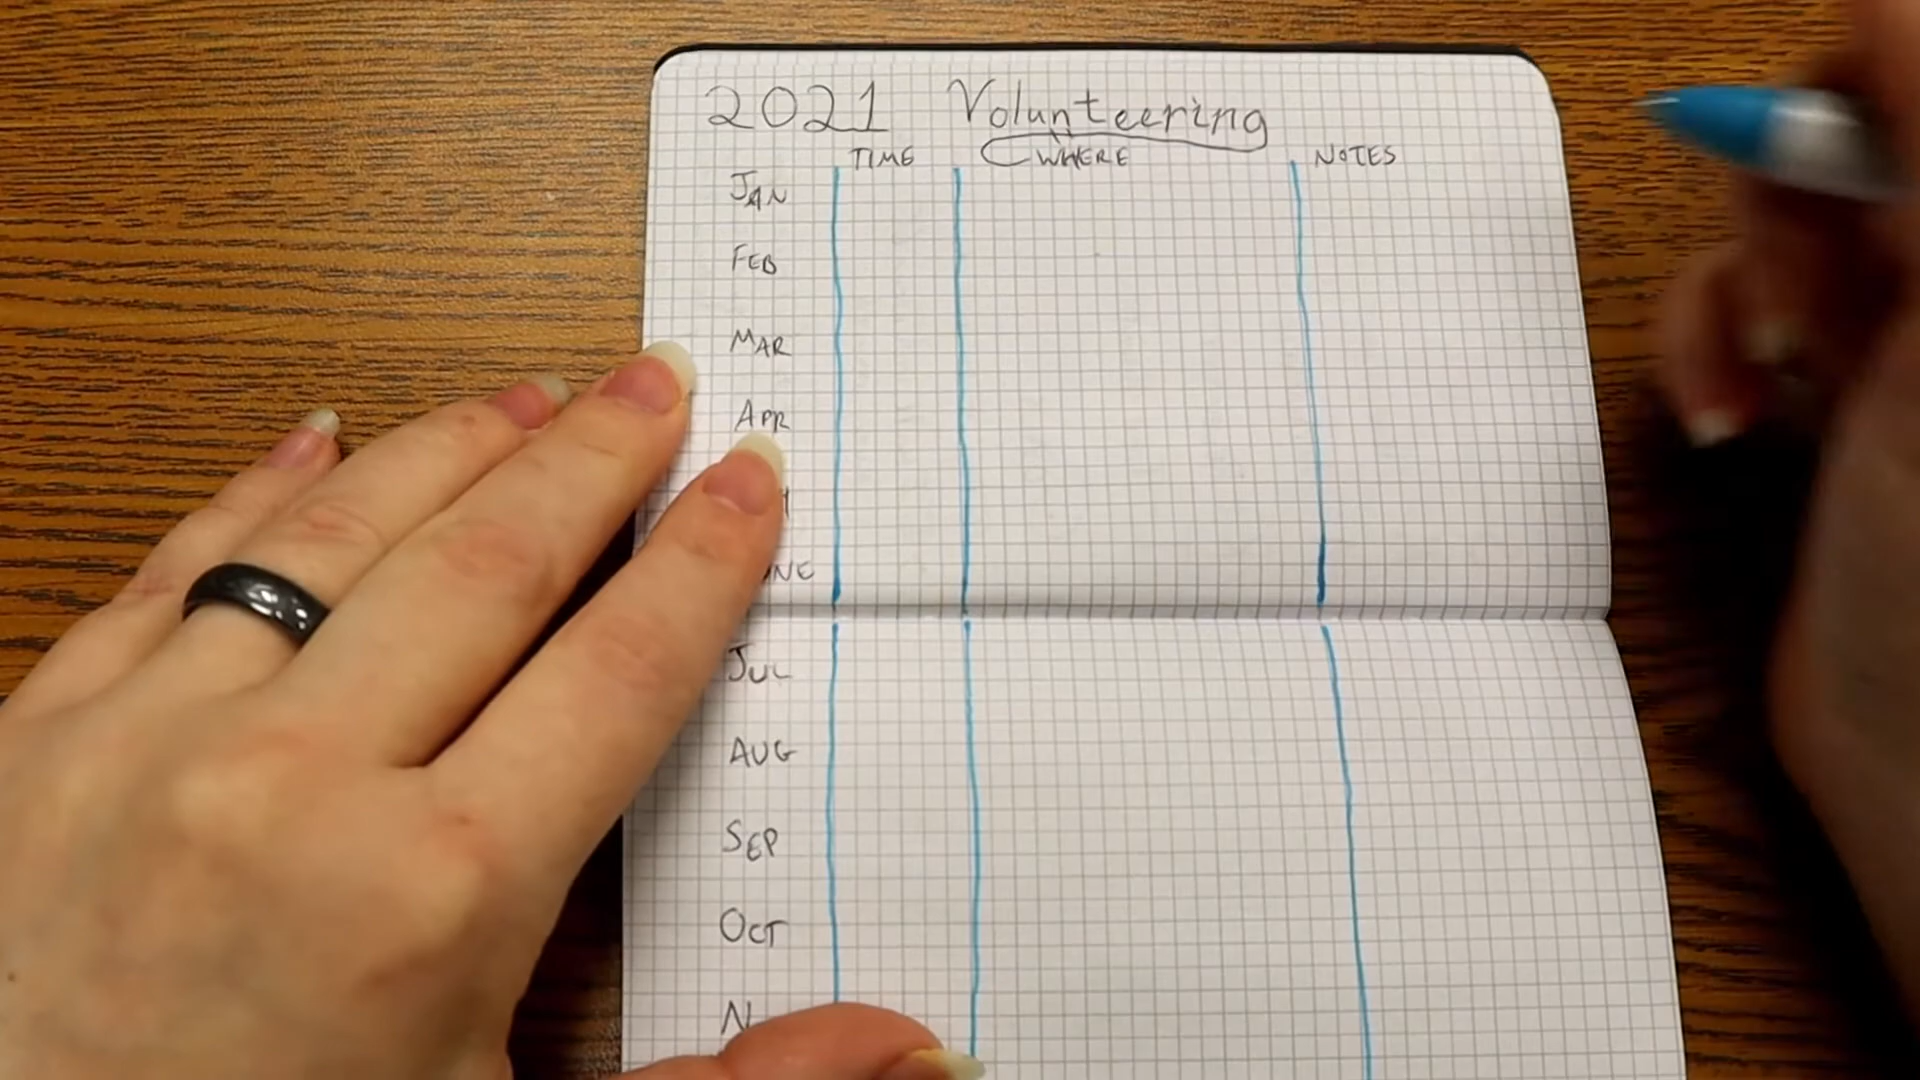 2021 Volunteering
TIME WHERE NOTES
JAN
FEB
MAR
APR
JUL
AUG
SEP
OCT